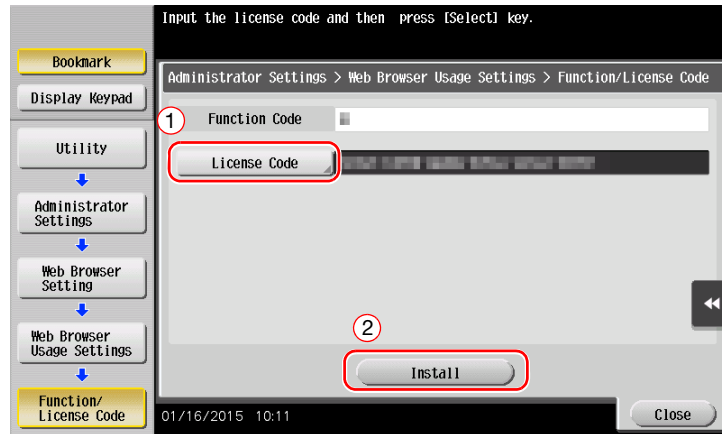 Input the license code and then press [Select] key.
Bookmark
Display Keypad
Utility
Administrator
Settings
Web Browser
Setting
Web Browser
Usage Settings
Function/
License Code
Administrator Settings > Web Browser Usage Settings > Function/License Code
1
Function Code
License Code
2
Install
01/16/2015 10:11
Close